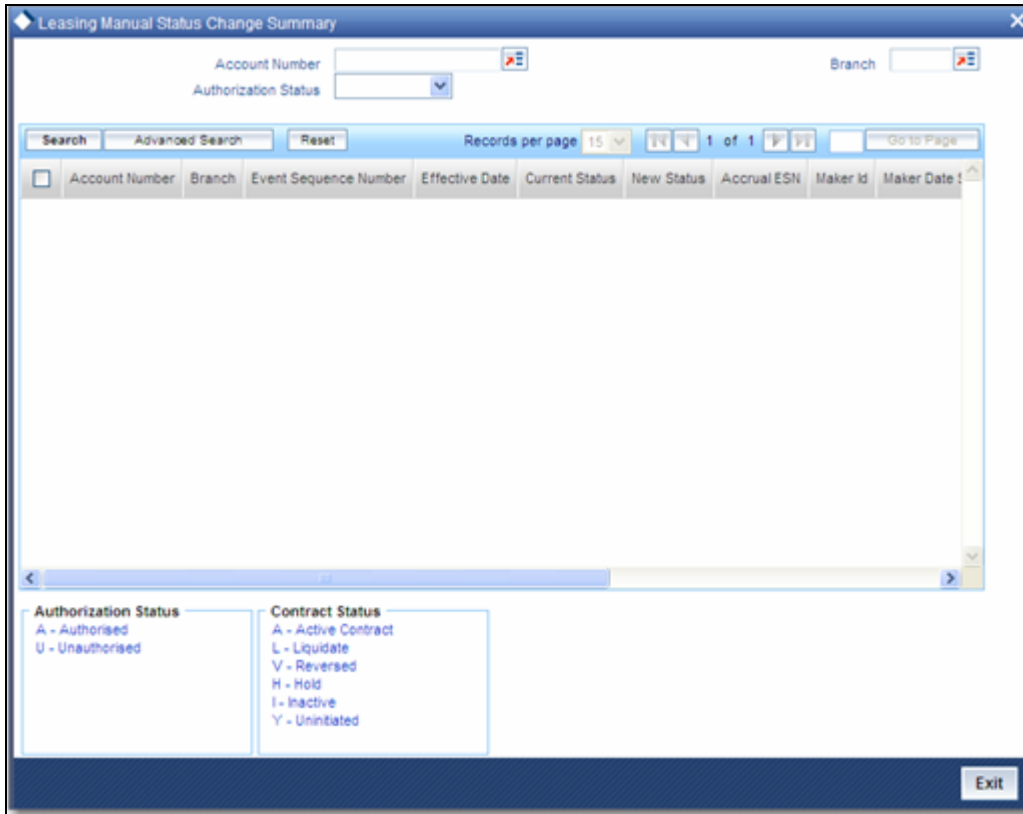 Leasing Manual Status Change Summary
Account Number
Branch
Authorization Status
Search Advanced Search Reset Records per page 15 1 of 1 Go to Page
Account Number Branch Event Sequence Number Effective Date Current Status New Status Accrual ESN Maker Id Maker Date
Authorization Status
A - Authorised
U - Unauthorised
Contract Status
A - Active Contract
L - Liquidate
V - Reversed
H - Hold
I - Inactive
Y - Uninitiated
Exit